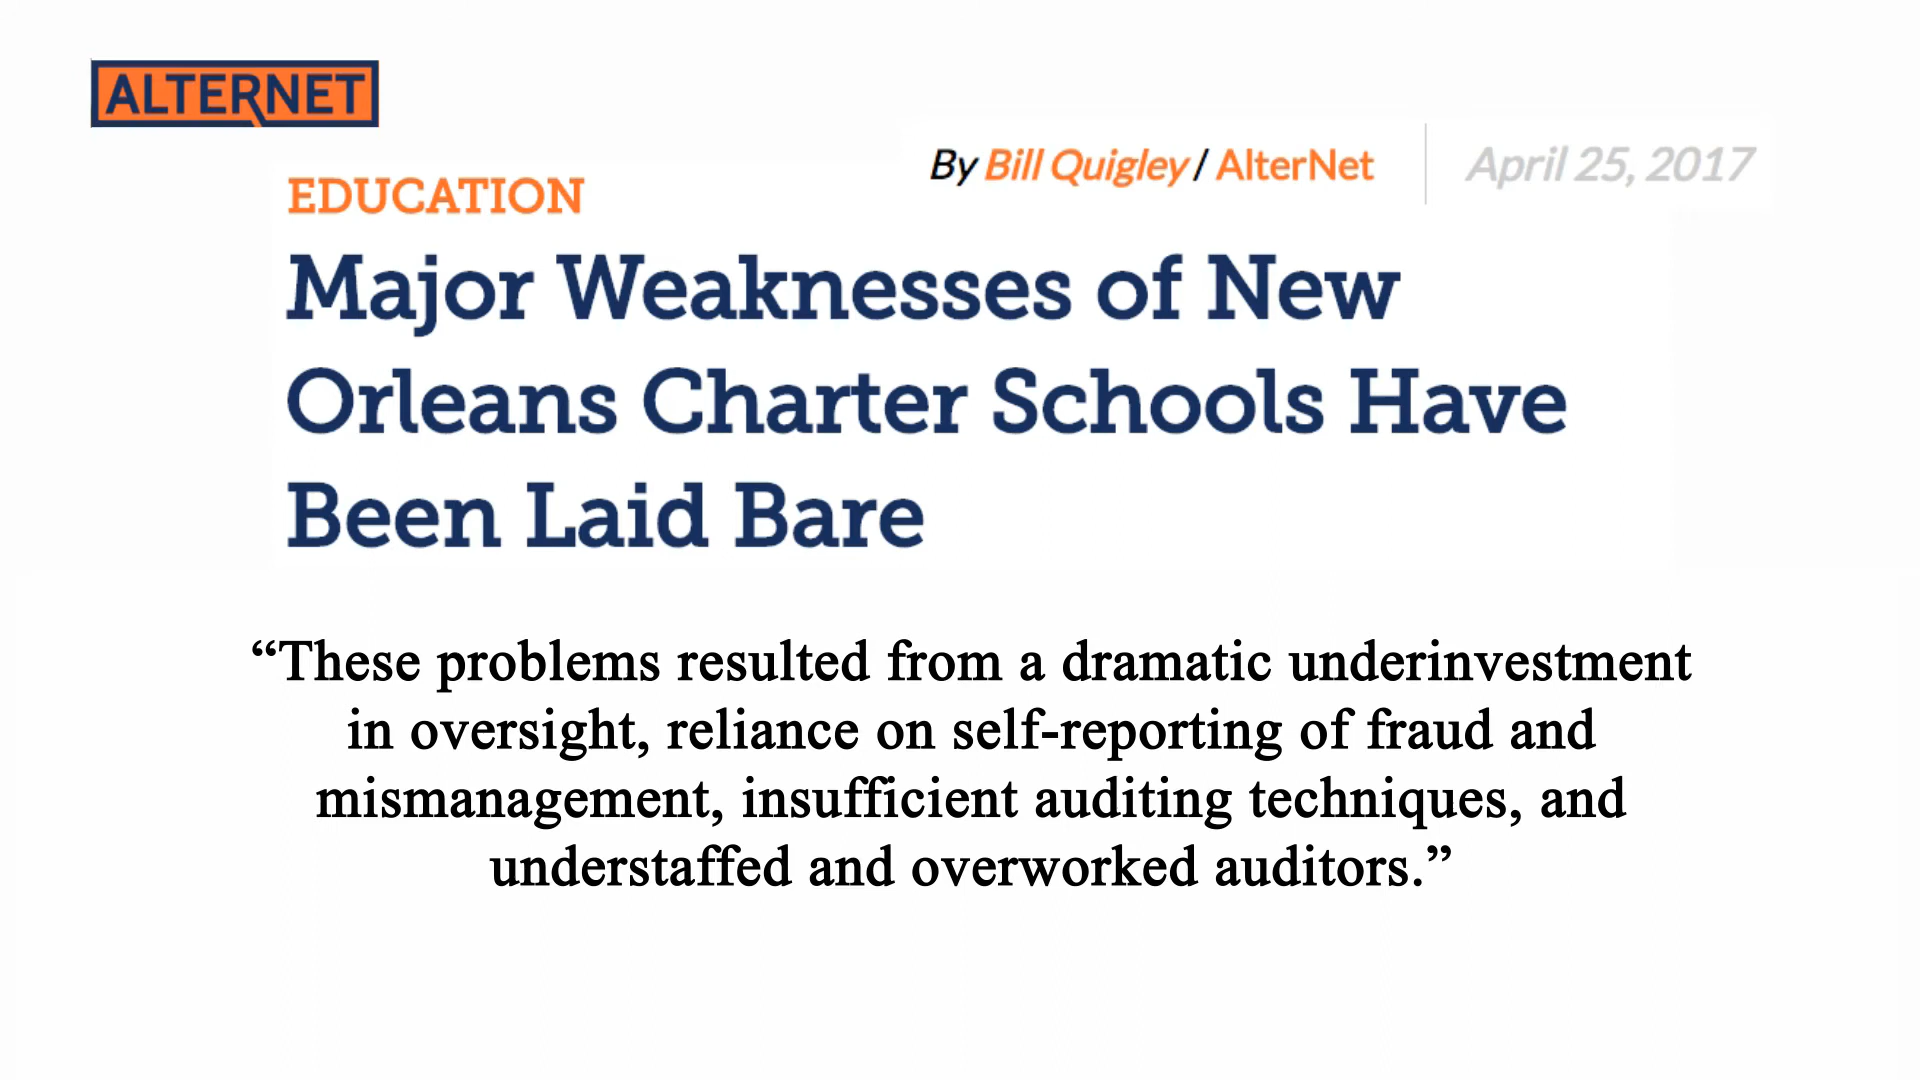 ALTERNET
By Bill Quigley / AlterNet
April 25, 2017
EDUCATION
Major Weaknesses of New
Orleans Charter Schools Have
Been Laid Bare
“These problems resulted from a dramatic underinvestment
in oversight, reliance on self-reporting of fraud and
mismanagement, insufficient auditing techniques, and
understaffed and overworked auditors.”